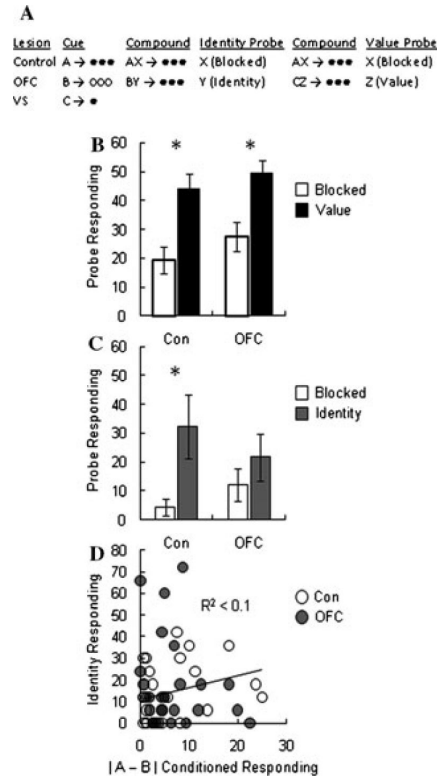 A
Lesion Cue Compound Identity Probe Compound Value Probe
Control A → ●●● AX → ●●● X (Blocked) AX → ●●● X (Blocked)
OFC B → ○○○ BY → ●●● Y (Identity) CZ → ●●● Z (Value)
VS C → ●
B
Probe Responding
60
50
40
30
20
10
0
* *
Blocked
Value
Con OFC
C
Probe Responding
60
50
40
30
20
10
0
*
Blocked
Identity
Con OFC
D
Identity Responding
80
70
60
50
40
30
20
10
0
R² < 0.1
Con
OFC
0 10 20 30
|A – B| Conditioned Responding